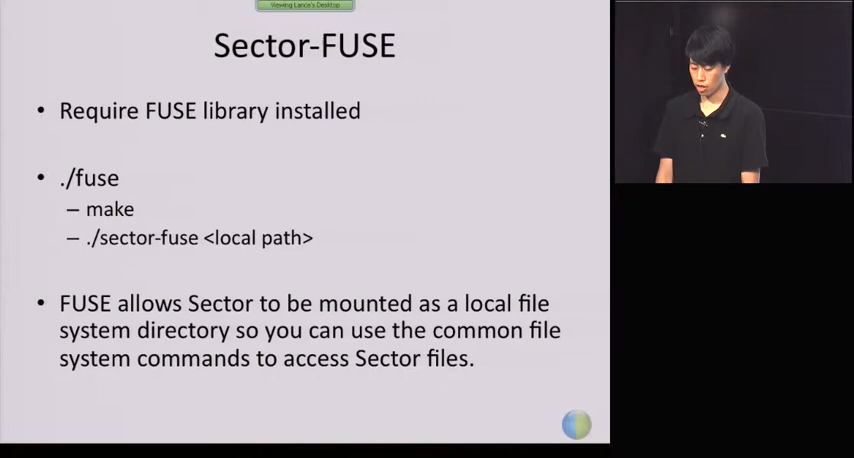 Viewing Lance's Desktop
Sector-FUSE
• Require FUSE library installed
• ./fuse
– make
– ./sector-fuse <local path>
• FUSE allows Sector to be mounted as a local file
system directory so you can use the common file
system commands to access Sector files.